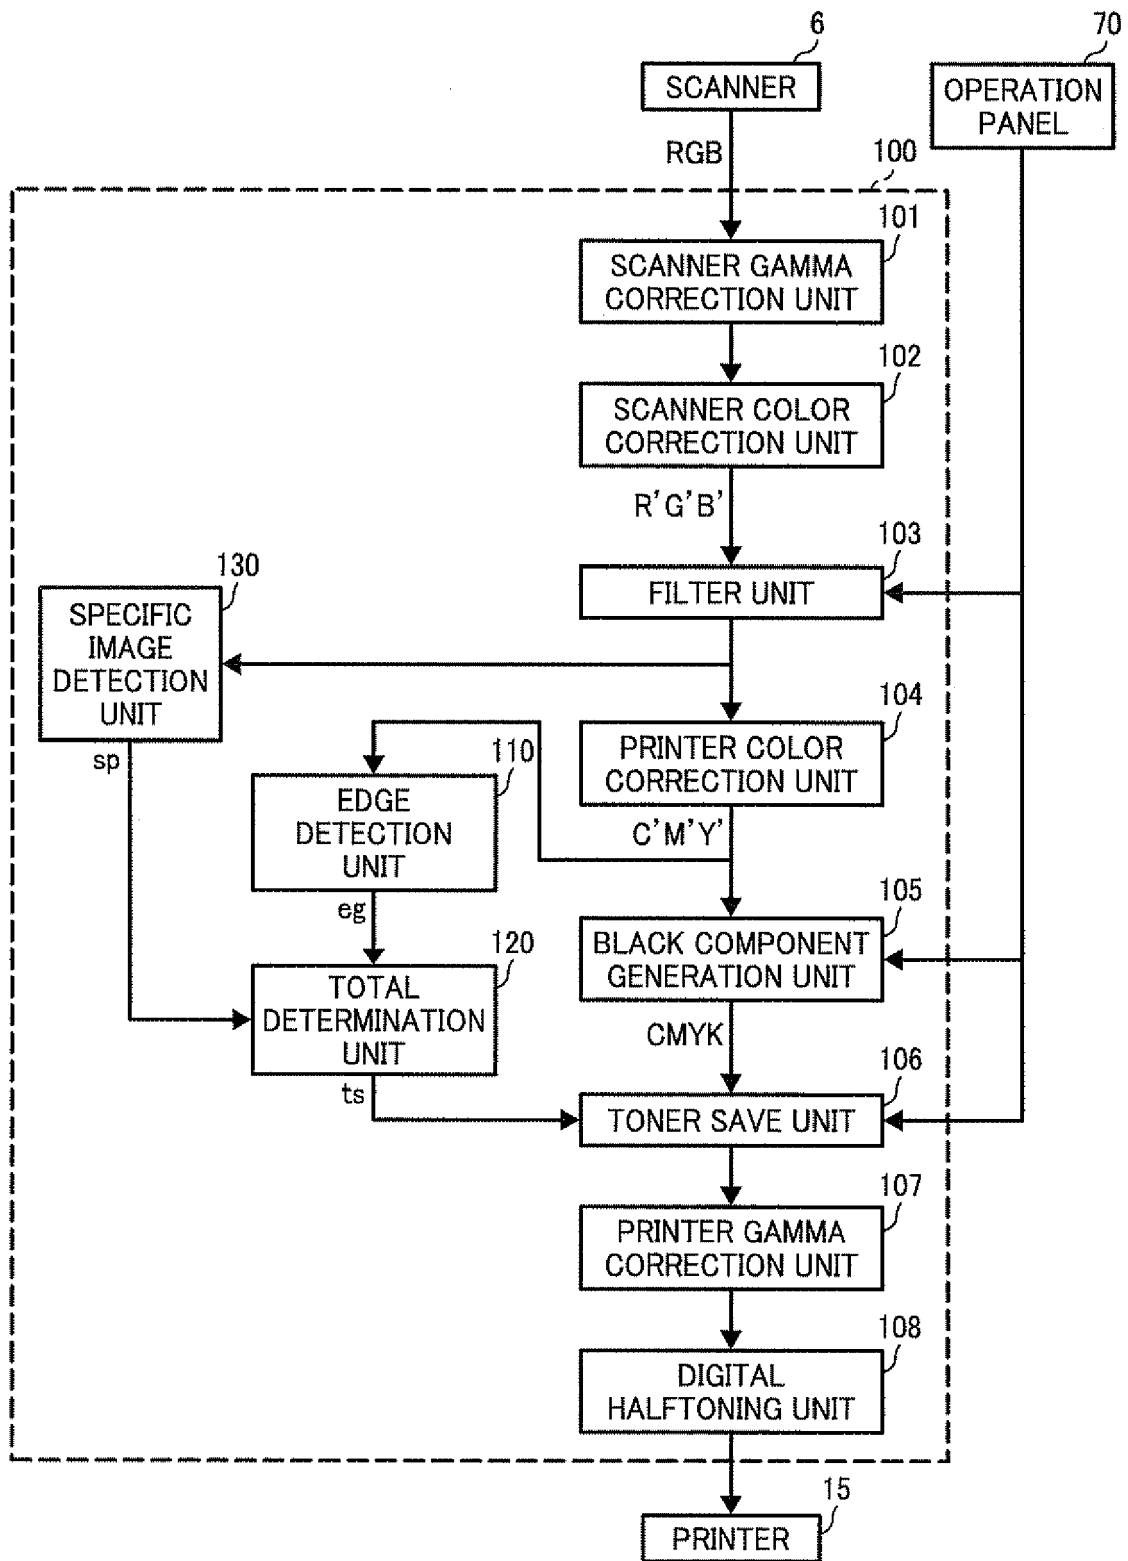 6
70
SCANNER
OPERATION
PANEL
RGB
100
101
SCANNER GAMMA
CORRECTION UNIT
102
SCANNER COLOR
CORRECTION UNIT
R'G'B'
103
FILTER UNIT
130
SPECIFIC
IMAGE
DETECTION
UNIT
sp
104
PRINTER COLOR
CORRECTION UNIT
C'M'Y'
110
EDGE
DETECTION
UNIT
eg
105
BLACK COMPONENT
GENERATION UNIT
CMYK
120
TOTAL
DETERMINATION
UNIT
ts
106
TONER SAVE UNIT
107
PRINTER GAMMA
CORRECTION UNIT
108
DIGITAL
HALFTONING UNIT
15
PRINTER